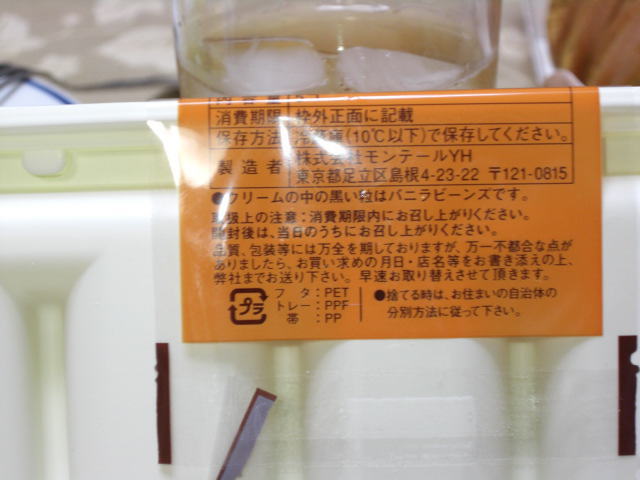 内容量
消費期限 枠外正面に記載
保存方法 冷蔵庫(10℃以下)で保存してください。
製造者 株式会社モンテールYH
東京都足立区島根4-23-22 〒121-0815
●クリームの中の黒い粒はバニラビーンズです。
取扱上の注意:消費期限内にお召し上がりください。
開封後は、当日のうちにお召し上がりください。
品質、包装等には万全を期しておりますが、万一不都合な点が
ありましたら、お買い求めの月日・店名等をお書き添えの上、
弊社までお送り下さい。早速お取り替えさせて頂きます。
プラ
フタ:PET
トレー:PPF
帯:PP
●捨てる時は、お住まいの自治体の
分別方法に従って下さい。